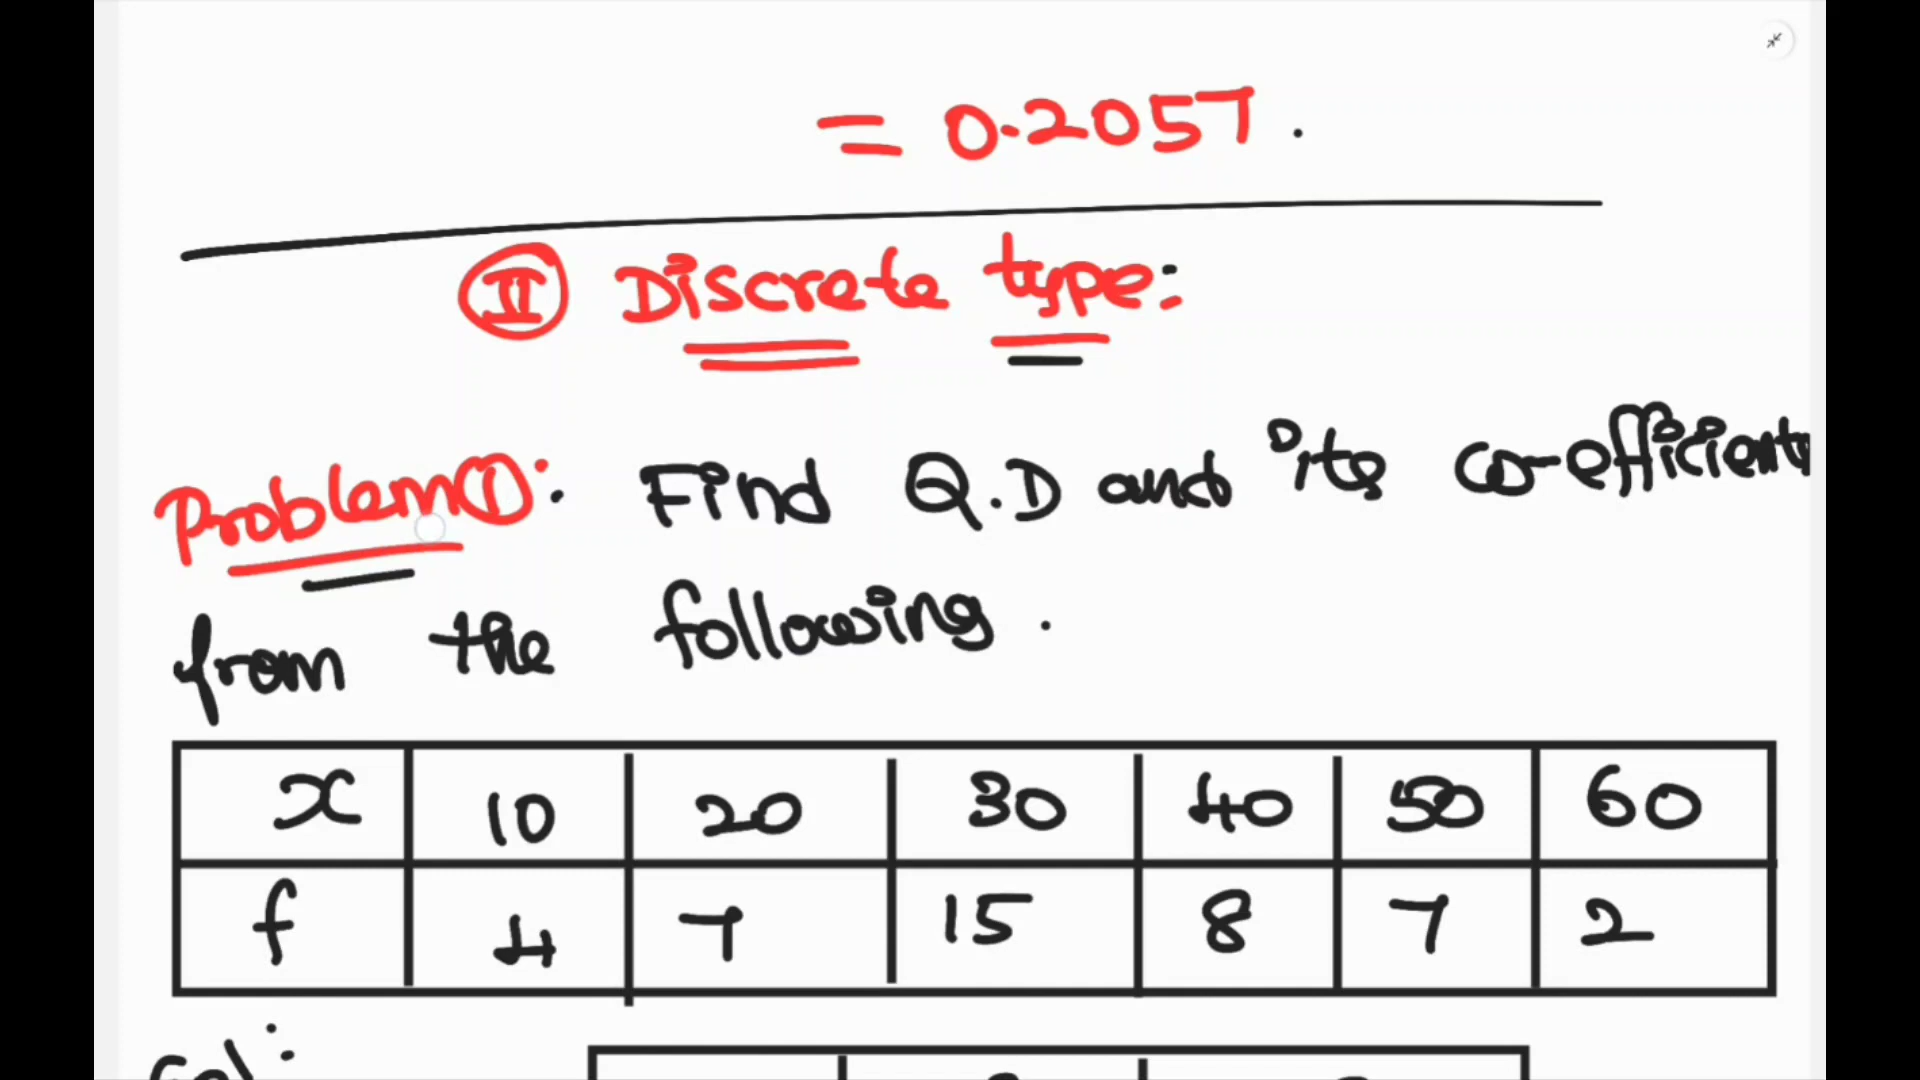 = 0.2057.
II Discrete type:
Problem 1: Find Q.D and its co-efficient
from the following.
x 10 20 30 40 50 60
f 4 7 15 8 7 2
Sol: